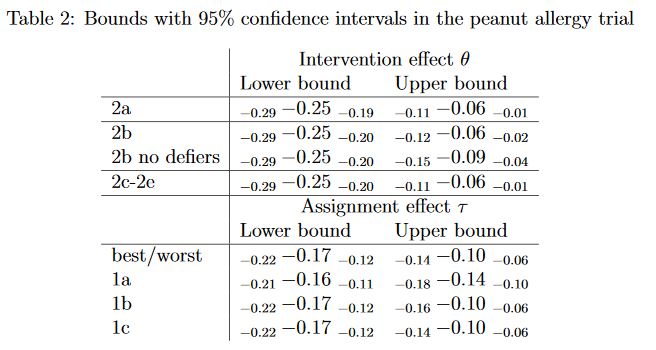 Table 2: Bounds with 95% confidence intervals in the peanut allergy trial
Intervention effect θ
Lower bound Upper bound
2a −0.29 −0.25 −0.19 −0.11 −0.06 −0.01
2b −0.29 −0.25 −0.20 −0.12 −0.06 −0.02
2b no defiers −0.29 −0.25 −0.20 −0.15 −0.09 −0.04
2c-2e −0.29 −0.25 −0.20 −0.11 −0.06 −0.01
Assignment effect τ
Lower bound Upper bound
best/worst −0.22 −0.17 −0.12 −0.14 −0.10 −0.06
1a −0.21 −0.16 −0.11 −0.18 −0.14 −0.10
1b −0.22 −0.17 −0.12 −0.16 −0.10 −0.06
1c −0.22 −0.17 −0.12 −0.14 −0.10 −0.06